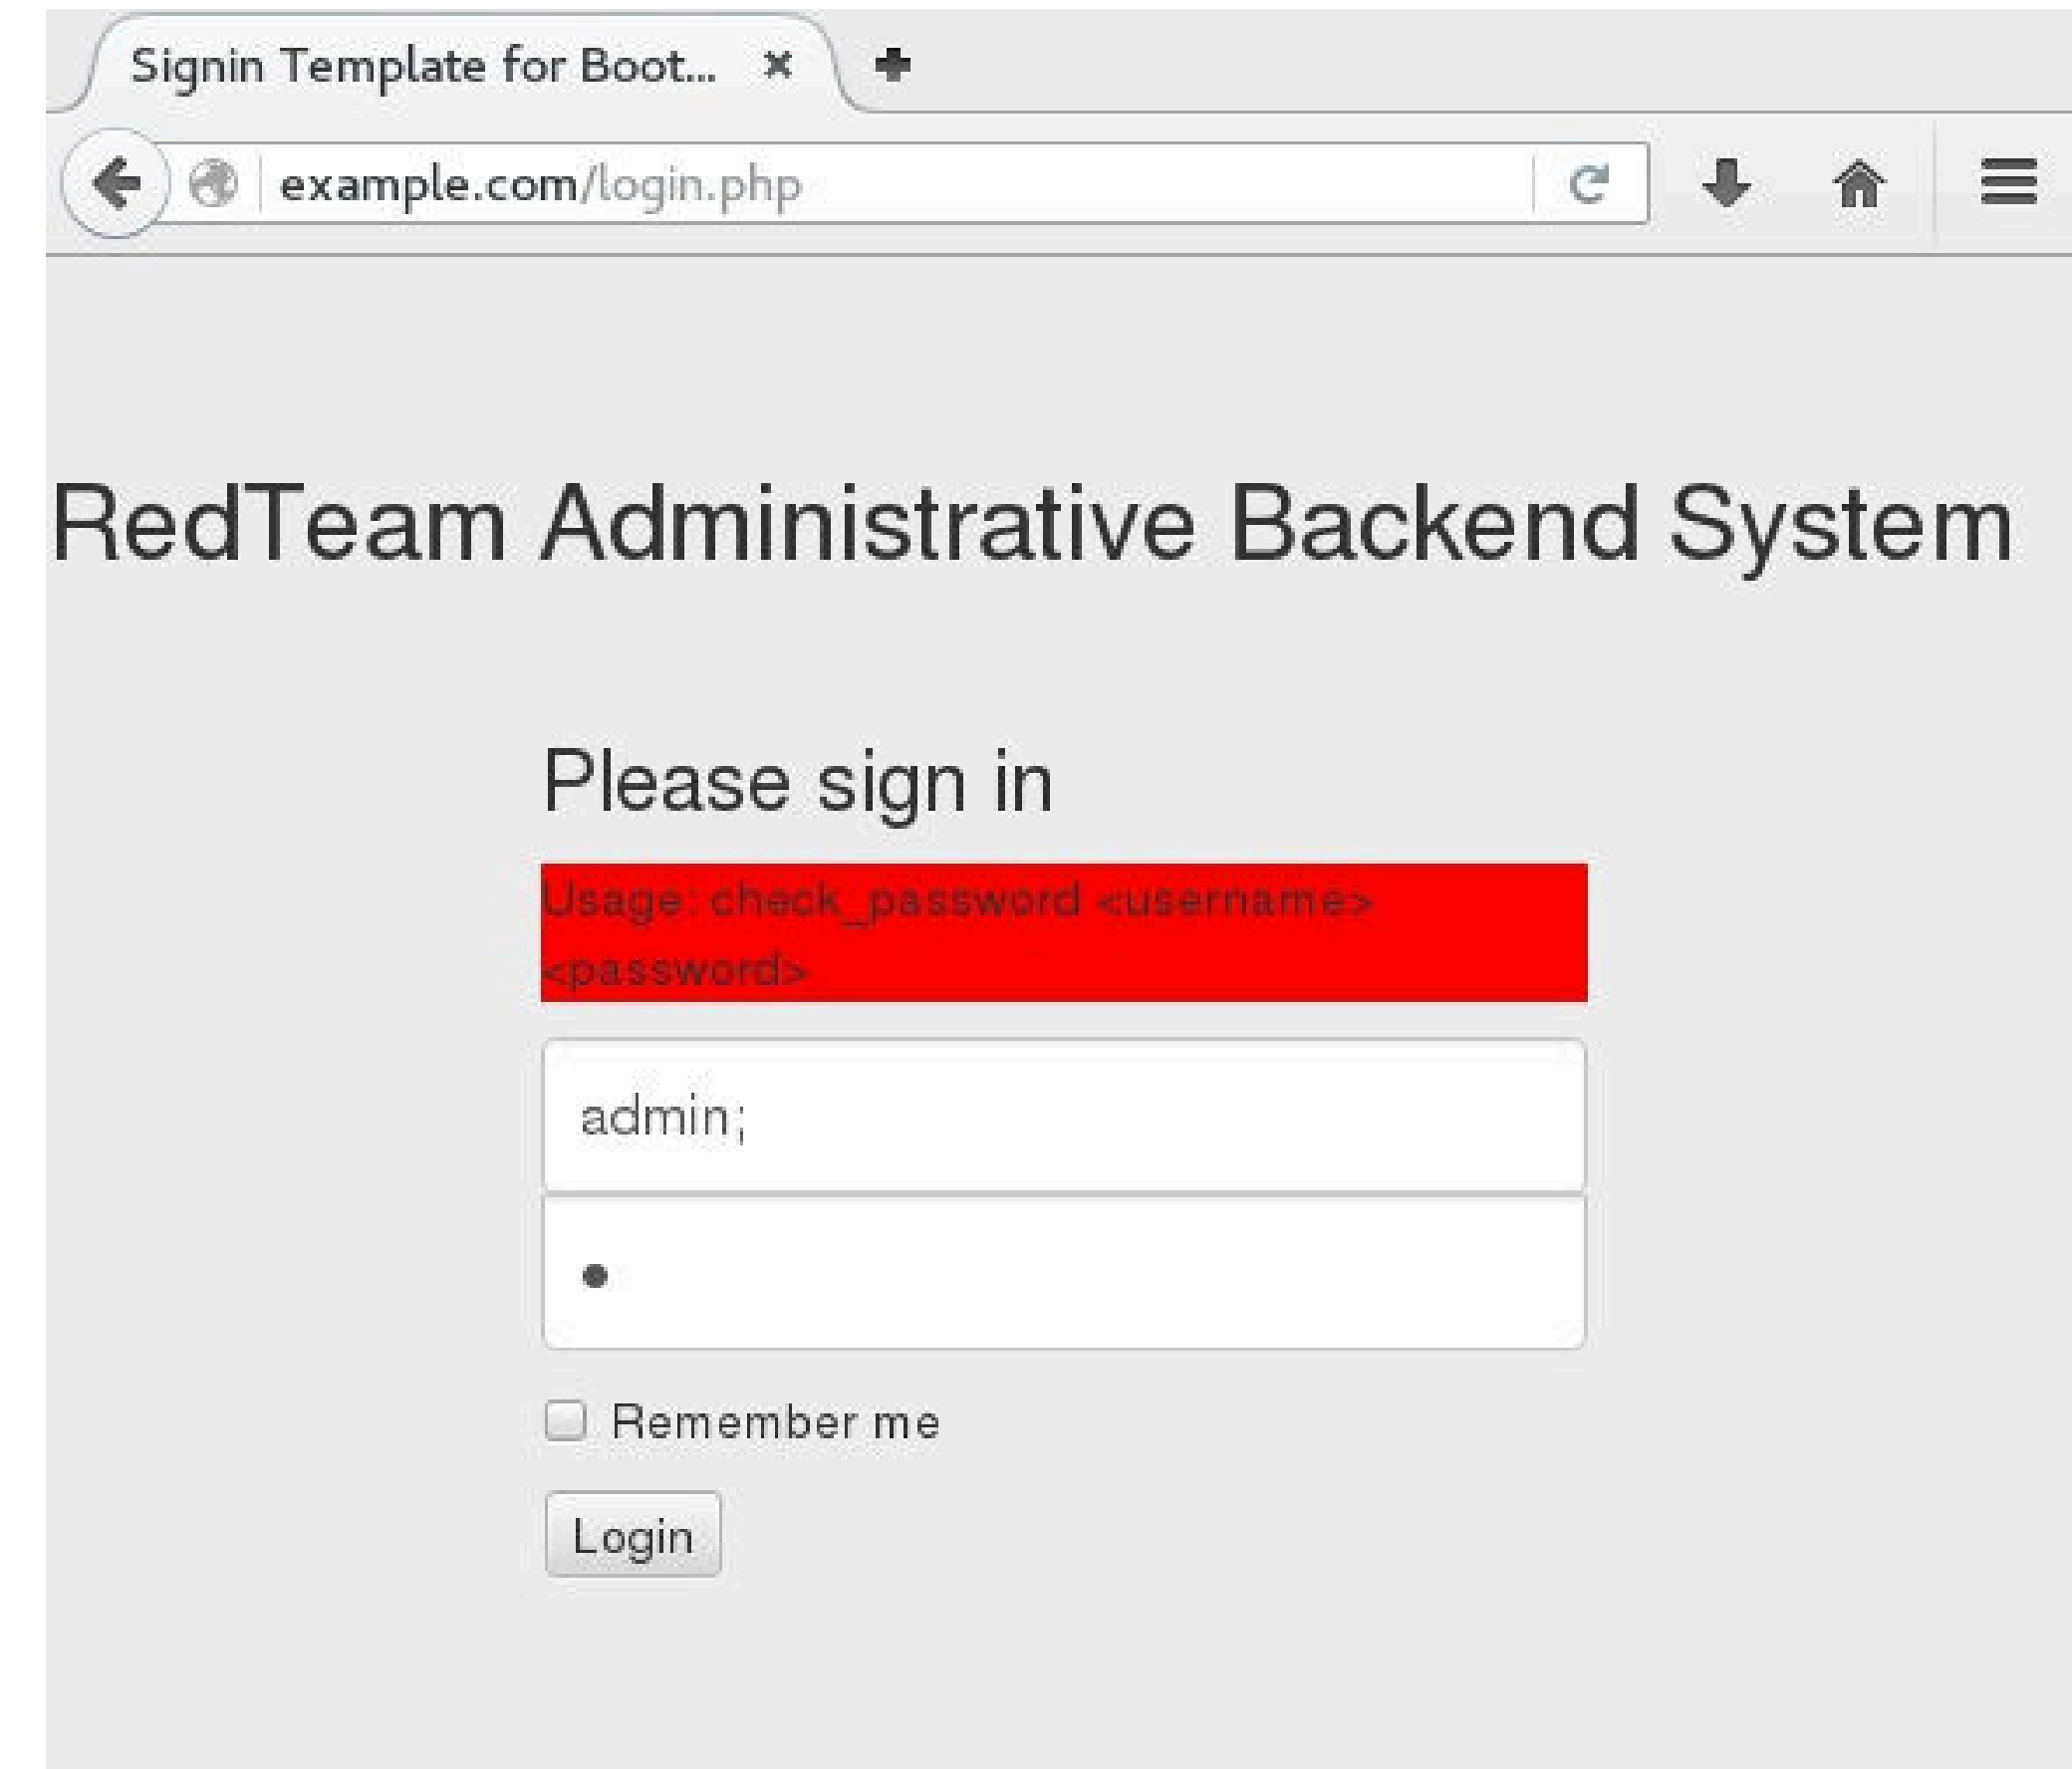 Signin Template for Boot...
example.com/login.php
RedTeam Administrative Backend System
Please sign in
Usage: check_password <username>
<password>
admin;
Remember me
Login